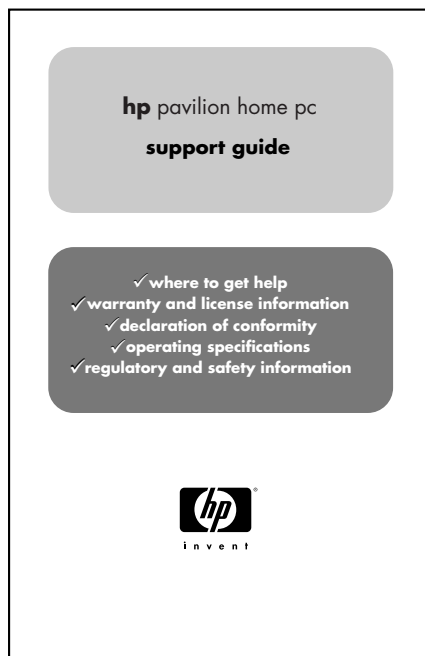 hp pavilion home pc
support guide
✓where to get help
✓warranty and license information
✓declaration of conformity
✓operating specifications
✓regulatory and safety information
hp®
invent